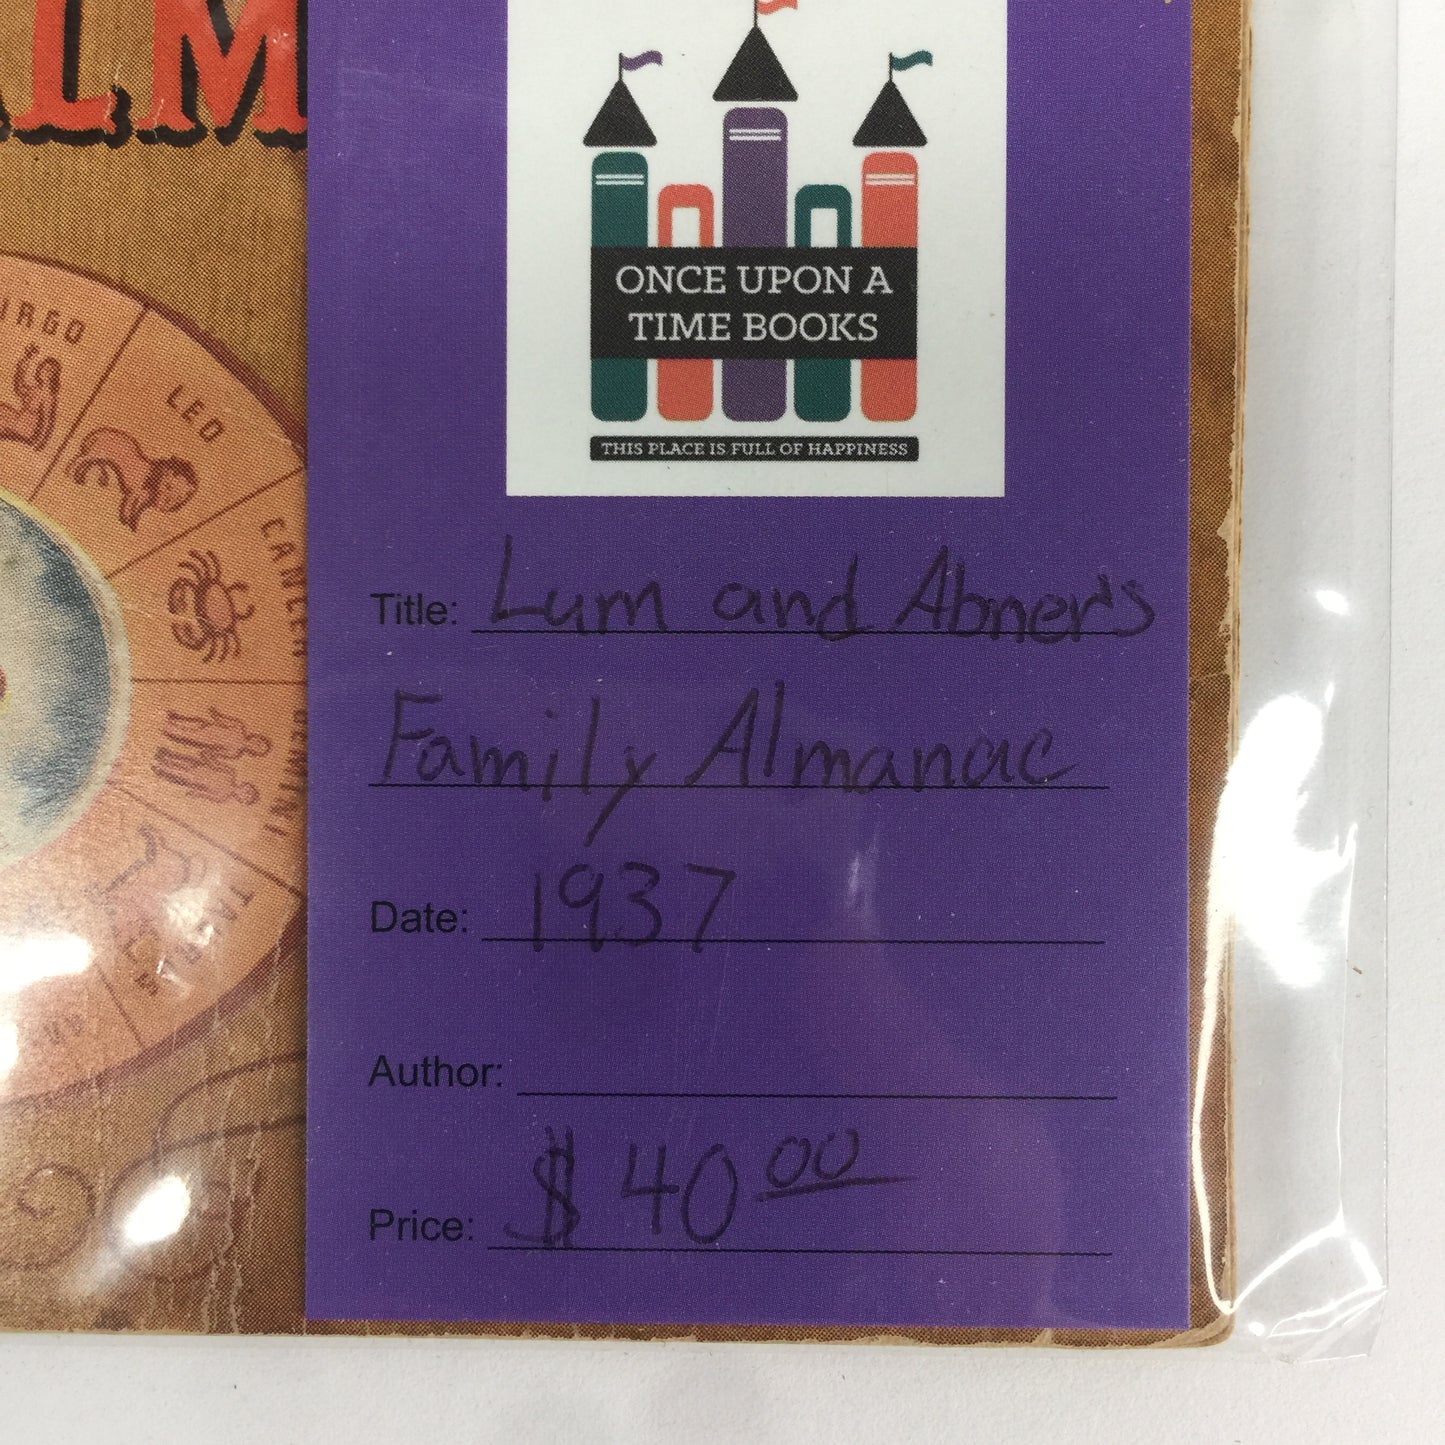 ALM
ONCE UPON A
TIME BOOKS
THIS PLACE IS FULL OF HAPPINESS
VIRGO
LEO
CANCER
GEMINI
TAURUS
Title: Lum and Abner's
Family Almanac
Date: 1937
Author:
Price: $40 00